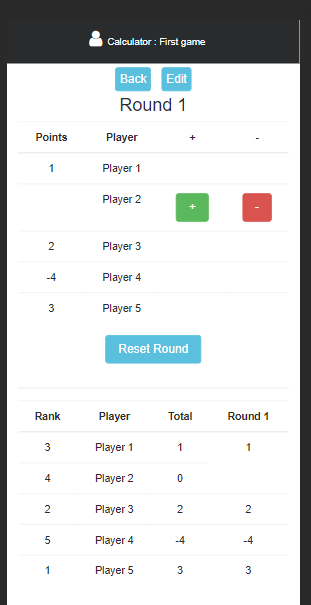 Calculator : First game
Back Edit
Round 1
Points Player + -
1 Player 1
Player 2 + -
2 Player 3
-4 Player 4
3 Player 5
Reset Round
Rank Player Total Round 1
3 Player 1 1 1
4 Player 2 0
2 Player 3 2 2
5 Player 4 -4 -4
1 Player 5 3 3